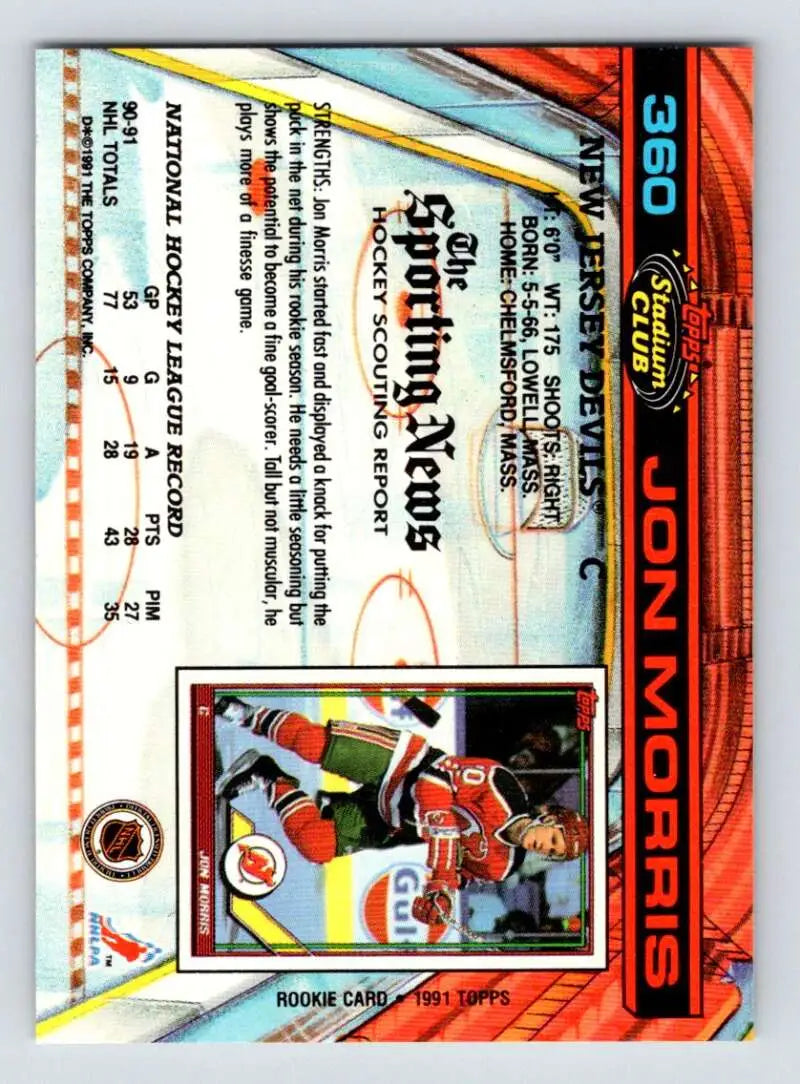 360
topps
Stadium
CLUB
JON MORRIS
NEW JERSEY DEVILS® C
HT: 6'0" WT: 175 SHOOTS: RIGHT
BORN: 5-5-66, LOWELL, MASS.
HOME: CHELMSFORD, MASS.
The
Sporting News
HOCKEY SCOUTING REPORT
STRENGTHS: Jon Morris started fast and displayed a knack for putting the
puck in the net during his rookie season. He needs a little seasoning but
shows the potential to become a fine goal-scorer. Tall but not muscular, he
plays more of a finesse game.
NATIONAL HOCKEY LEAGUE RECORD
GP G A PTS PIM
90-91 53 9 19 28 27
NHL TOTALS 77 15 28 43 35
D*©1991 THE TOPPS COMPANY, INC.
topps
Gulf
C
JON MORRIS
ROOKIE CARD • 1991 TOPPS
NHL
NHLPA™